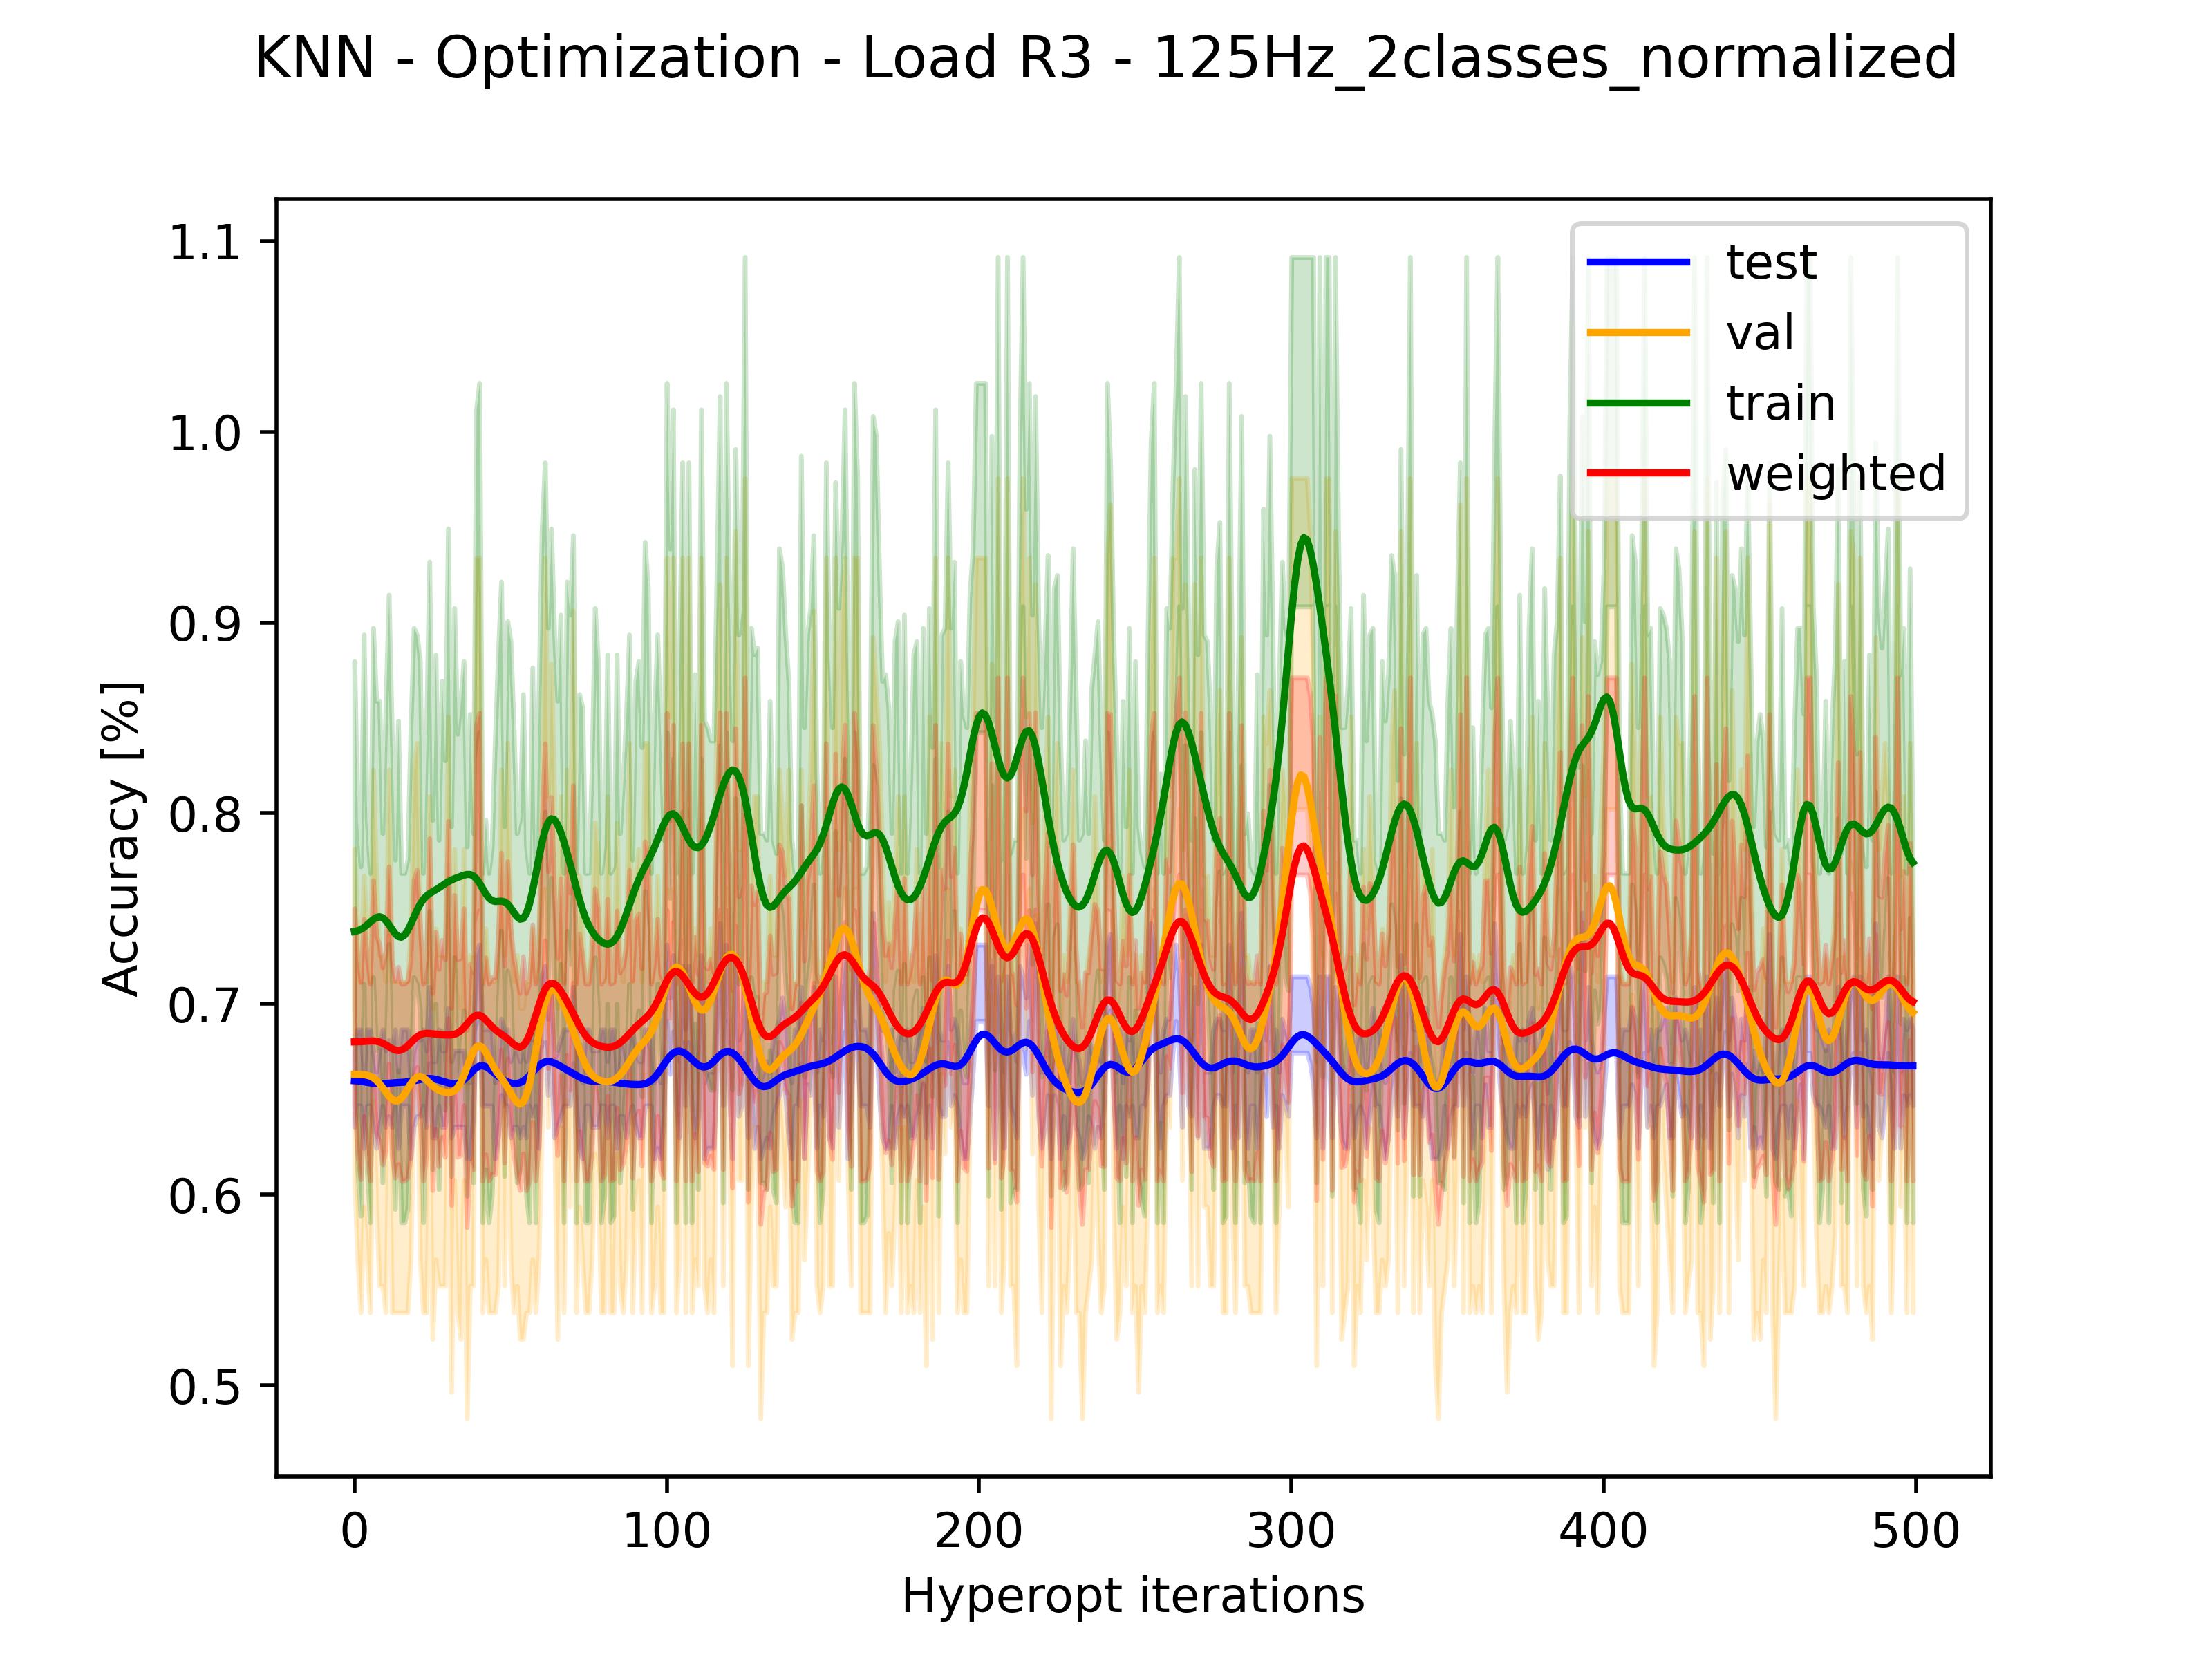 KNN - Optimization - Load R3 - 125Hz_2classes_normalized
1.1
1.0
0.9
0.8
0.7
0.6
0.5
Accuracy [%]
test
val
train
weighted
0 100 200 300 400 500
Hyperopt iterations